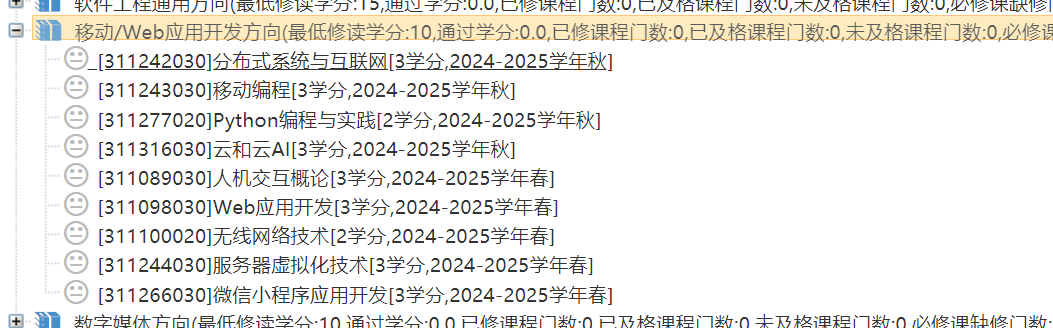 软件工程通用方向(最低修读学分:15,通过学分:0.0,已修课程门数:0,已及格课程门数:0,未及格课程门数:0,必修课缺修
移动/Web应用开发方向(最低修读学分:10,通过学分:0.0,已修课程门数:0,已及格课程门数:0,未及格课程门数:0,必修课
[311242030]分布式系统与互联网[3学分,2024-2025学年秋]
[311243030]移动编程[3学分,2024-2025学年秋]
[311277020]Python编程与实践[2学分,2024-2025学年秋]
[311316030]云和云AI[3学分,2024-2025学年秋]
[311089030]人机交互概论[3学分,2024-2025学年春]
[311098030]Web应用开发[3学分,2024-2025学年春]
[311100020]无线网络技术[2学分,2024-2025学年春]
[311244030]服务器虚拟化技术[3学分,2024-2025学年春]
[311266030]微信小程序应用开发[3学分,2024-2025学年春]
数字媒体方向(最低修读学分:10,通过学分:0.0,已修课程门数:0,已及格课程门数:0,未及格课程门数:0,必修课缺修门数: